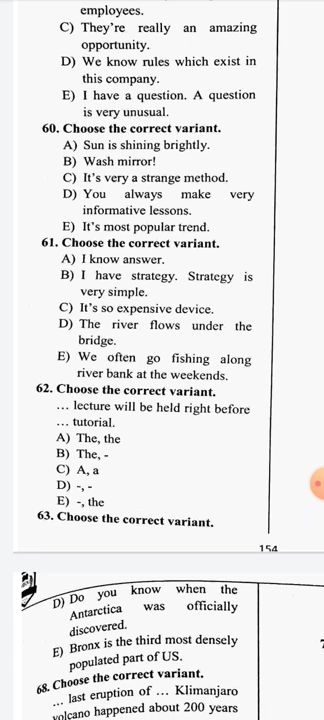 employees.
C) They're really an amazing
opportunity.
D) We know rules which exist in
this company.
E) I have a question. A question
is very unusual.
60. Choose the correct variant.
A) Sun is shining brightly.
B) Wash mirror!
C) It's very a strange method.
D) You always make very
informative lessons.
E) It's most popular trend.
61. Choose the correct variant.
A) I know answer.
B) I have strategy. Strategy is
very simple.
C) It's so expensive device.
D) The river flows under the
bridge.
E) We often go fishing along
river bank at the weekends.
62. Choose the correct variant.
... lecture will be held right before
... tutorial.
A) The, the
B) The, -
C) A, a
D) -, -
E) -, the
63. Choose the correct variant.
154
D) Do you know when the
Antarctica was officially
discovered.
E) Bronx is the third most densely
populated part of US.
68. Choose the correct variant.
... last eruption of ... Klimanjaro
volcano happened about 200 years